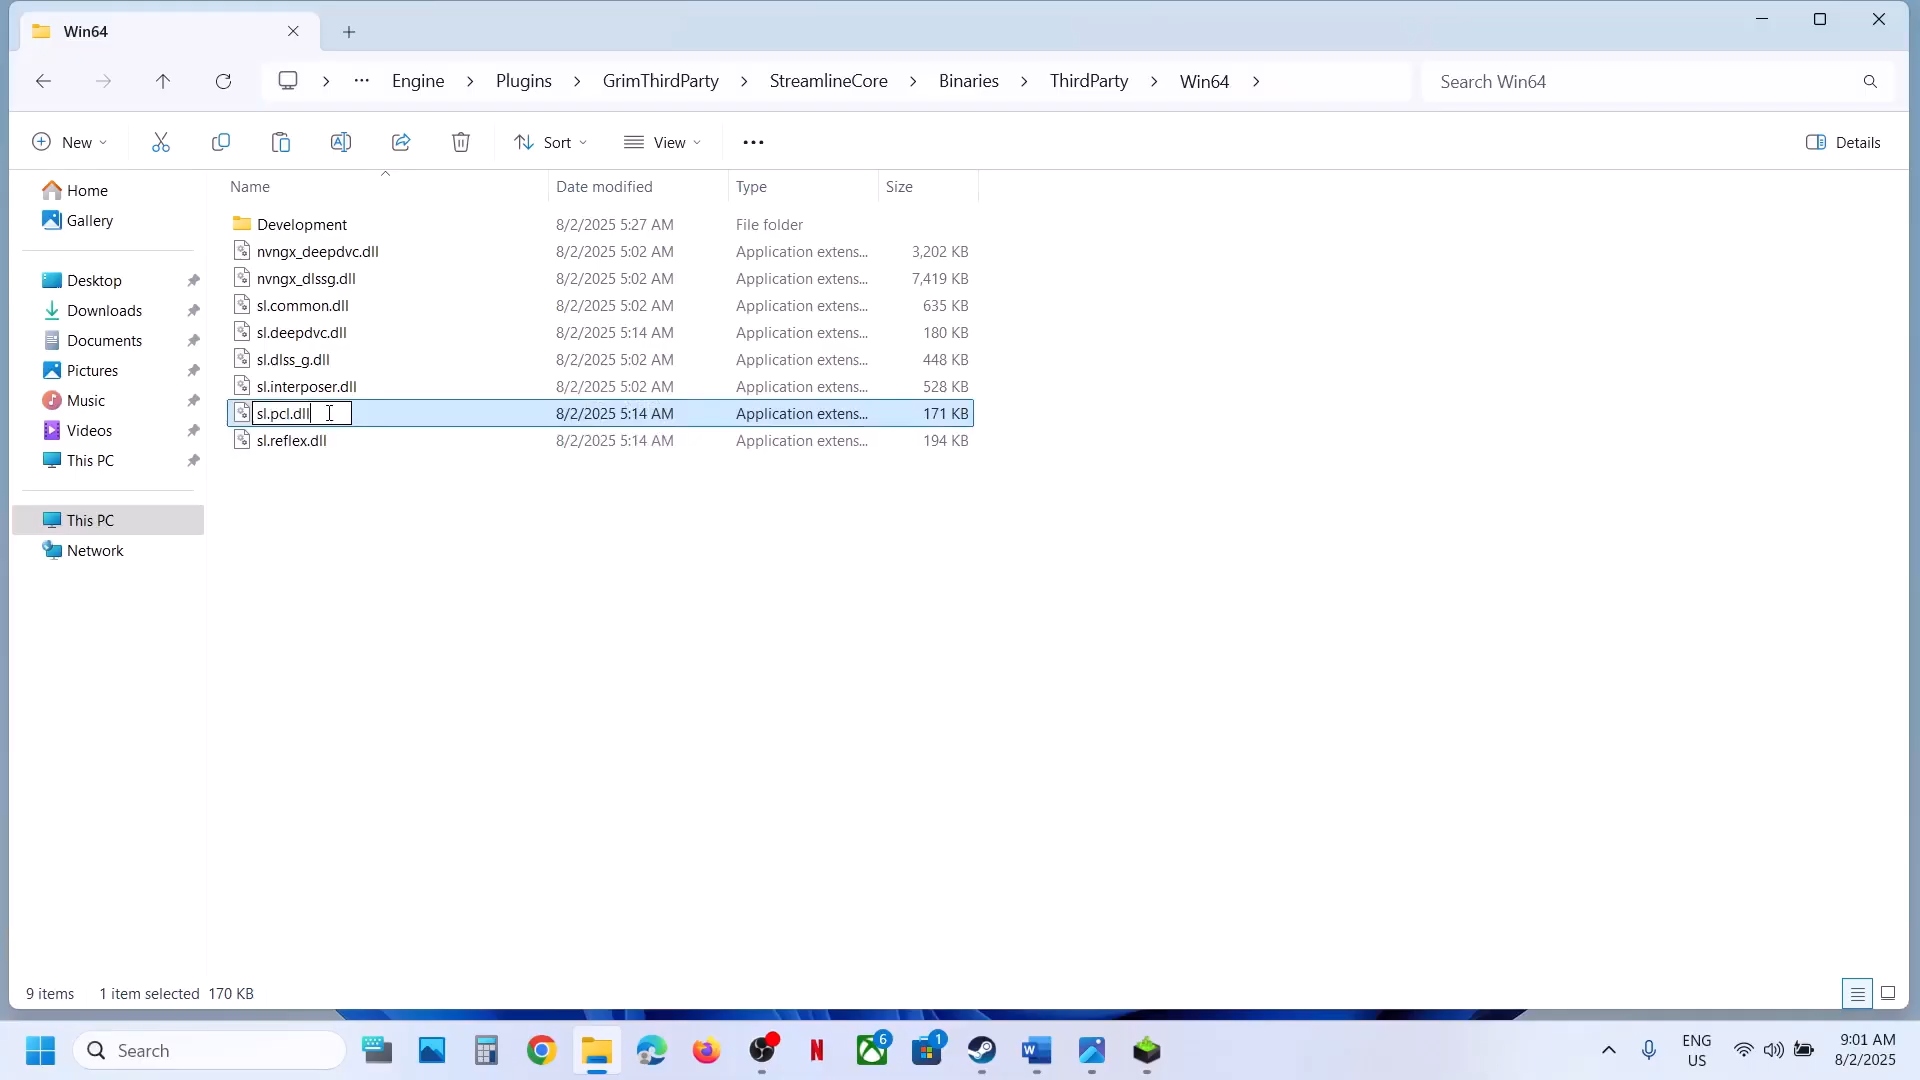 Win64
Engine > Plugins > GrimThirdParty > StreamlineCore > Binaries > ThirdParty > Win64 >
Search Win64
New
Sort
View
Details
Name Date modified Type Size
Development 8/2/2025 5:27 AM File folder
nvngx_deepdvc.dll 8/2/2025 5:02 AM Application extens... 3,202 KB
nvngx_dlssg.dll 8/2/2025 5:02 AM Application extens... 7,419 KB
sl.common.dll 8/2/2025 5:02 AM Application extens... 635 KB
sl.deepdvc.dll 8/2/2025 5:14 AM Application extens... 180 KB
sl.dlss_g.dll 8/2/2025 5:02 AM Application extens... 448 KB
sl.interposer.dll 8/2/2025 5:02 AM Application extens... 528 KB
sl.pcl.dll 8/2/2025 5:14 AM Application extens... 171 KB
sl.reflex.dll 8/2/2025 5:14 AM Application extens... 194 KB
Home
Gallery
Desktop
Downloads
Documents
Pictures
Music
Videos
This PC
This PC
Network
9 items 1 item selected 170 KB
Search
6
1
ENG
US
9:01 AM
8/2/2025